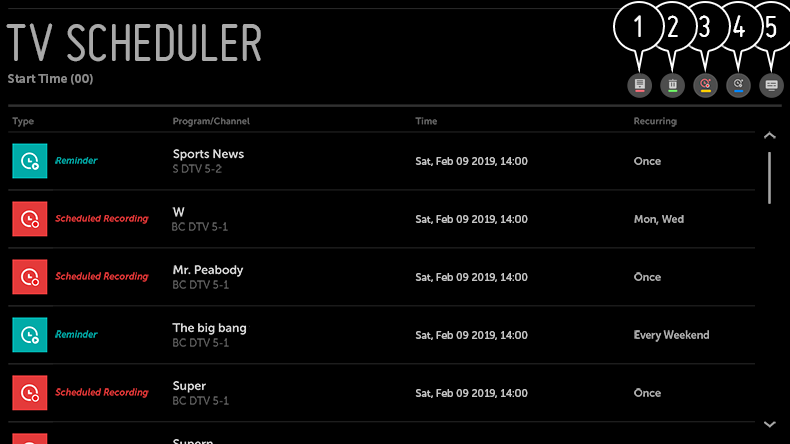 1 2 3 4 5
TV SCHEDULER
Start Time (00)
Type Program/Channel Time Recurring
Reminder Sports News Sat, Feb 09 2019, 14:00 Once
S DTV 5-2
Scheduled Recording W Sat, Feb 09 2019, 14:00 Mon, Wed
BC DTV 5-1
Scheduled Recording Mr. Peabody Sat, Feb 09 2019, 14:00 Once
BC DTV 5-1
Reminder The big bang Sat, Feb 09 2019, 14:00 Every Weekend
BC DTV 5-1
Scheduled Recording Super Sat, Feb 09 2019, 14:00 Once
BC DTV 5-1